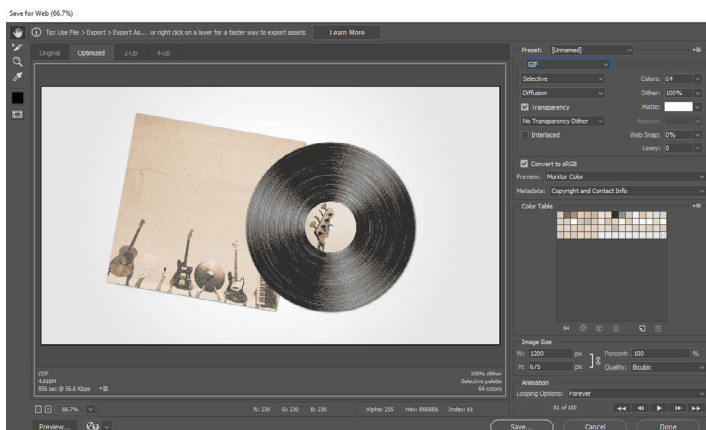 Save for Web (66.7%)
Tip: Use File > Export > Export As... or right click on a layer for a faster way to export assets
Learn More
Original
Optimized
2-Up
4-Up
Preset: [Unnamed]
GIF
Selective
Colors: 64
Diffusion
Dither: 100%
Transparency
Matte:
No Transparency Dither
Amount:
Interlaced
Web Snap: 0%
Lossy: 0
Convert to sRGB
Preview: Monitor Color
Metadata: Copyright and Contact Info
Color Table
64
Image Size
W: 1200 px
Percent: 100 %
H: 675 px
Quality: Bicubic
Animation
Looping Options: Forever
81 of 150
GIF
4.618M
856 sec @ 56.6 Kbps
100% dither
Selective palette
64 colors
66.7%
R: 230
G: 230
B: 230
Alpha: 255
Hex: E6E6E6
Index: 61
Preview...
Save...
Cancel
Done